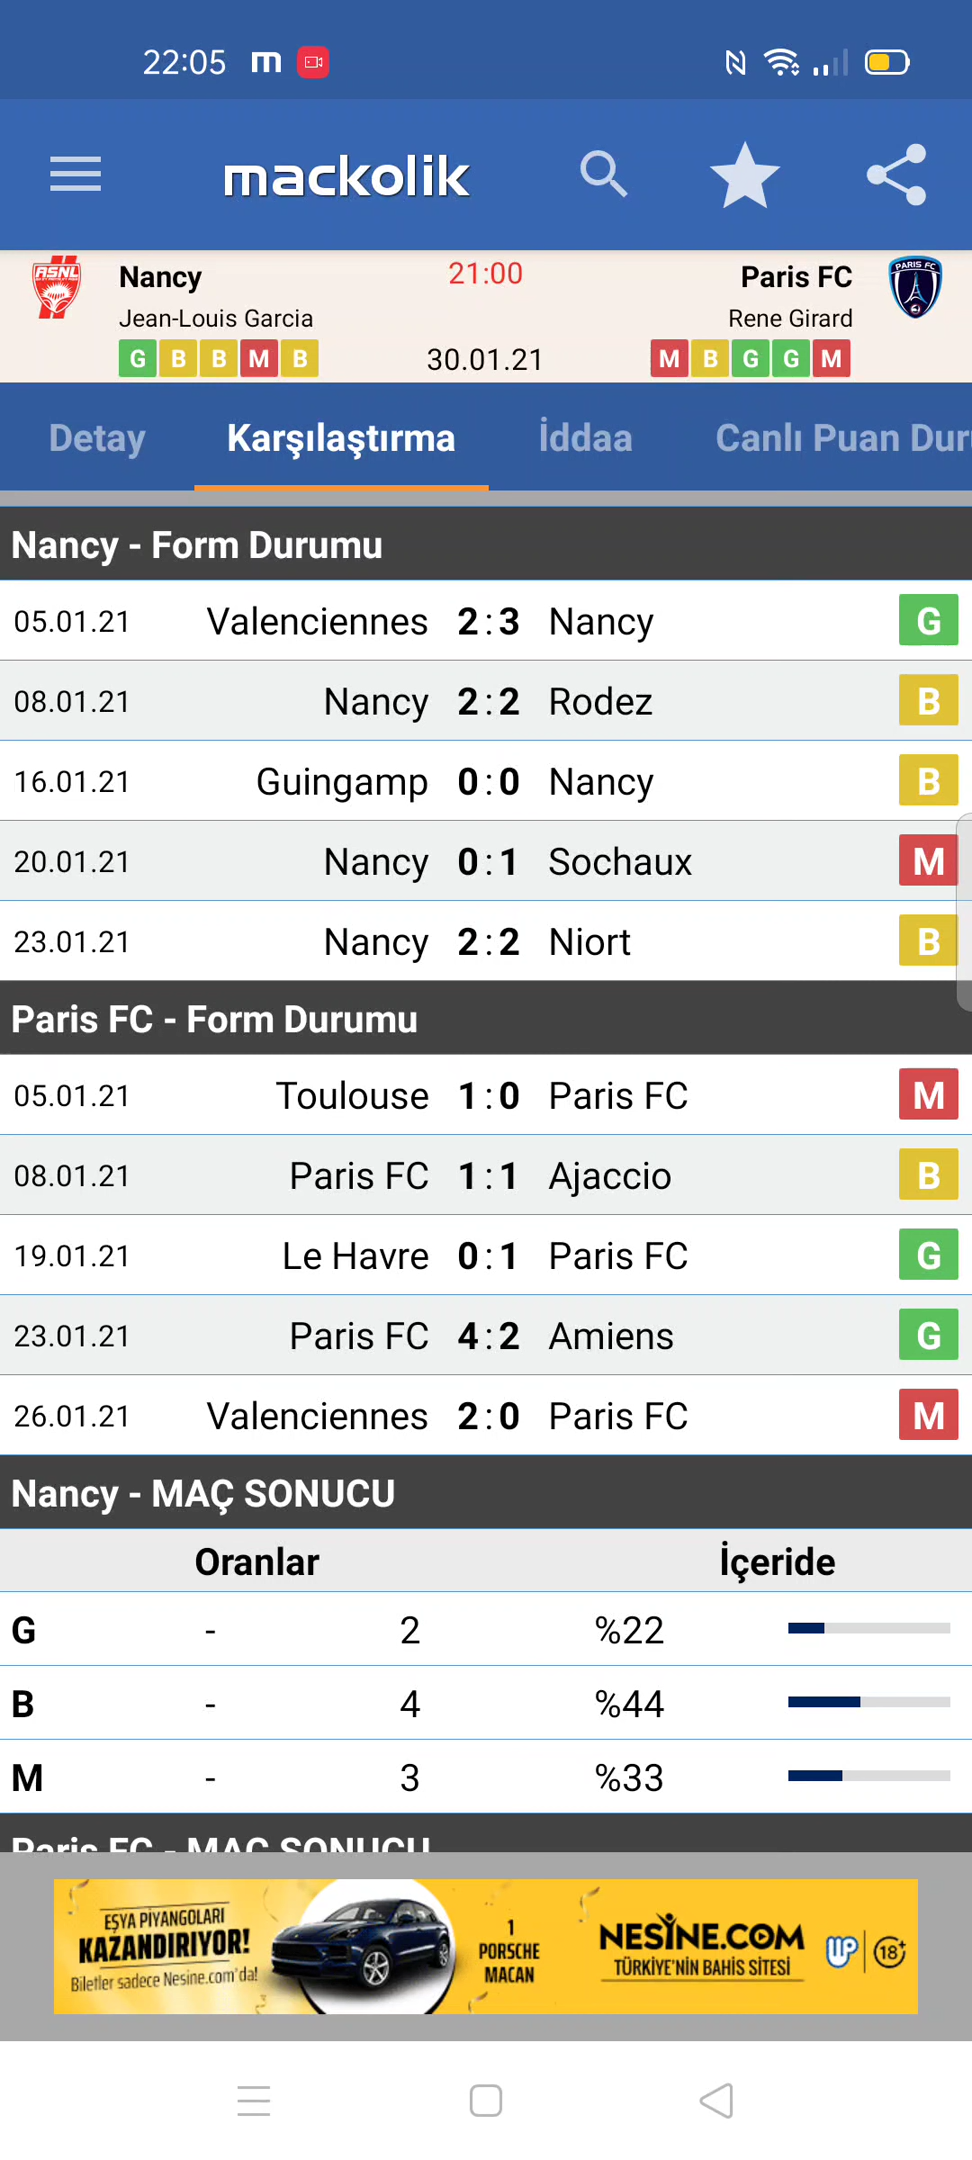 22:05 m
mackolik
ASNL Nancy 21:00 Paris FC PARIS FC
Jean-Louis Garcia Rene Girard
G B B M B 30.01.21 M B G G M
Detay Karşılaştırma İddaa Canlı Puan Dur
Nancy - Form Durumu
05.01.21 Valenciennes 2:3 Nancy G
08.01.21 Nancy 2:2 Rodez B
16.01.21 Guingamp 0:0 Nancy B
20.01.21 Nancy 0:1 Sochaux M
23.01.21 Nancy 2:2 Niort B
Paris FC - Form Durumu
05.01.21 Toulouse 1:0 Paris FC M
08.01.21 Paris FC 1:1 Ajaccio B
19.01.21 Le Havre 0:1 Paris FC G
23.01.21 Paris FC 4:2 Amiens G
26.01.21 Valenciennes 2:0 Paris FC M
Nancy - MAÇ SONUCU
Oranlar İçeride
G - 2 %22
B - 4 %44
M - 3 %33
Paris FC - MAÇ SONUCU
EŞYA PİYANGOLARI
KAZANDIRIYOR!
Biletler sadece Nesine.com'da!
1
PORSCHE
MACAN
NESİNE.COM
TÜRKİYE'NİN BAHİS SİTESİ
18+